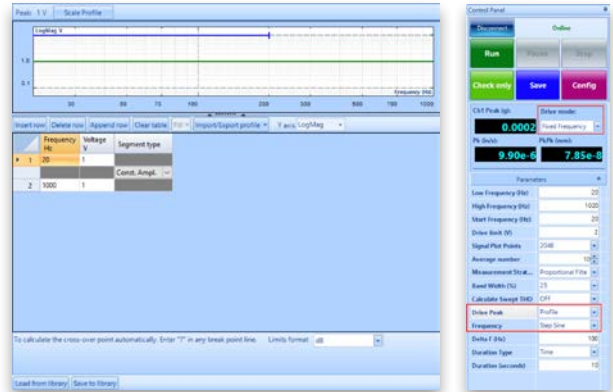 Peak: 1 V Scale Profile
LogMag V
1.0
0.1
Frequency (Hz)
30 50 70 100 200 300 500 700 1000
Insert row Delete row Append row Clear table Import/Export profile Y axis LogMag
Frequency Hz Voltage V Segment type
1 20 1
Const. Ampl.
2 1000 1
To calculate the cross-over point automatically. Enter "?" in any break point line. Limits format dB
Load from library Save to library
Control Panel
Disconnect Online
Run Pause Stop
Check only Save Config
Ch1 Peak (g): Drive mode:
0.0002 Fixed Frequency
Pk (in/s): Pk-Pk (mm):
9.90e-6 7.85e-8
Parameters
Low Frequency (Hz) 20
High Frequency (Hz) 1020
Start Frequency (Hz) 20
Drive limit (V) 2
Signal Plot Points 2048
Average number 10
Measurement Strat... Proportional Filte
Band Width (%) 25
Calculate Swept THD OFF
Drive Peak Profile
Frequency Step Sine
Delta F (Hz) 100
Duration Type Time
Duration (seconds) 10